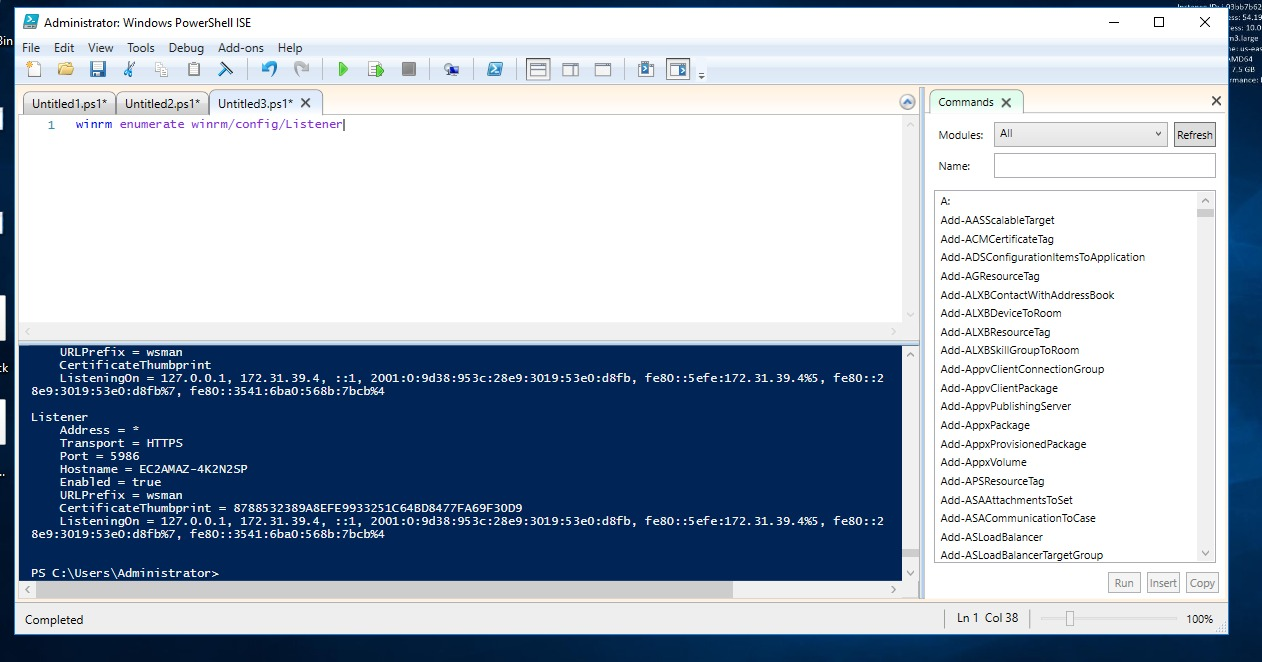 Administrator: Windows PowerShell ISE
File Edit View Tools Debug Add-ons Help
Untitled1.ps1* Untitled2.ps1* Untitled3.ps1*
1 winrm enumerate winrm/config/Listener
URLPrefix = wsman
CertificateThumbprint
ListeningOn = 127.0.0.1, 172.31.39.4, ::1, 2001:0:9d38:953c:28e9:3019:53e0:d8fb, fe80::5efe:172.31.39.4%5, fe80::2
8e9:3019:53e0:d8fb%7, fe80::3541:6ba0:568b:7bcb%4
Listener
Address = *
Transport = HTTPS
Port = 5986
Hostname = EC2AMAZ-4K2N2SP
Enabled = true
URLPrefix = wsman
CertificateThumbprint = 8788532389A8EFE9933251C64BD8477FA69F30D9
ListeningOn = 127.0.0.1, 172.31.39.4, ::1, 2001:0:9d38:953c:28e9:3019:53e0:d8fb, fe80::5efe:172.31.39.4%5, fe80::2
8e9:3019:53e0:d8fb%7, fe80::3541:6ba0:568b:7bcb%4
PS C:\Users\Administrator>
Commands
Modules: All Refresh
Name:
A:
Add-AASScalableTarget
Add-ACMCertificateTag
Add-ADSConfigurationItemsToApplication
Add-AGResourceTag
Add-ALXBContactWithAddressBook
Add-ALXBDeviceToRoom
Add-ALXBResourceTag
Add-ALXBSkillGroupToRoom
Add-AppvClientConnectionGroup
Add-AppvClientPackage
Add-AppvPublishingServer
Add-AppxPackage
Add-AppxProvisionedPackage
Add-AppxVolume
Add-APSResourceTag
Add-ASAAttachmentsToSet
Add-ASACommunicationToCase
Add-ASLoadBalancer
Add-ASLoadBalancerTargetGroup
Run Insert Copy
Completed
Ln 1 Col 38
100%